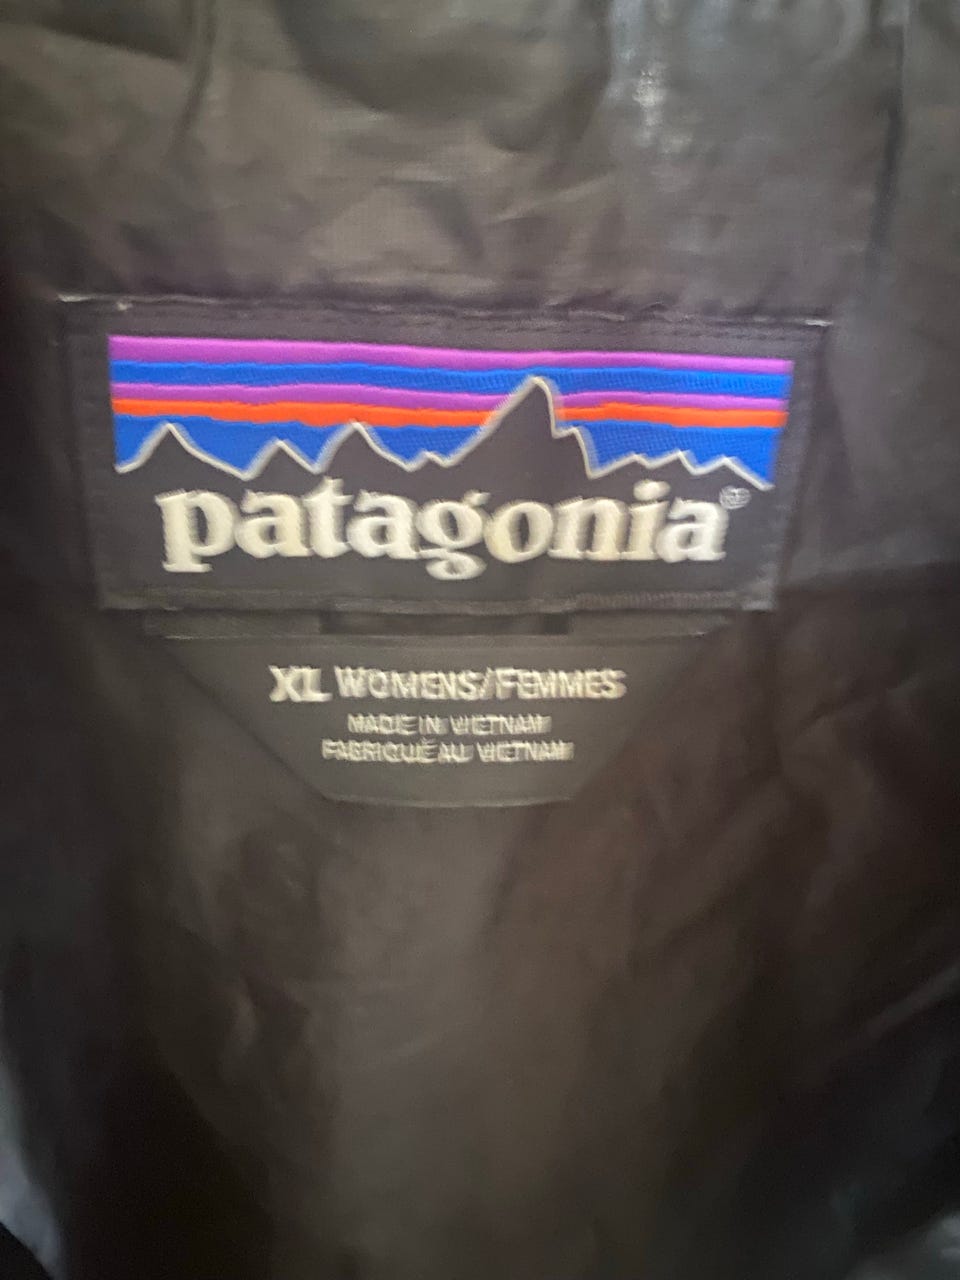 patagonia®
XL WOMENS/FEMMES
MADE IN VIETNAM
FABRIQUÉ AU VIETNAM